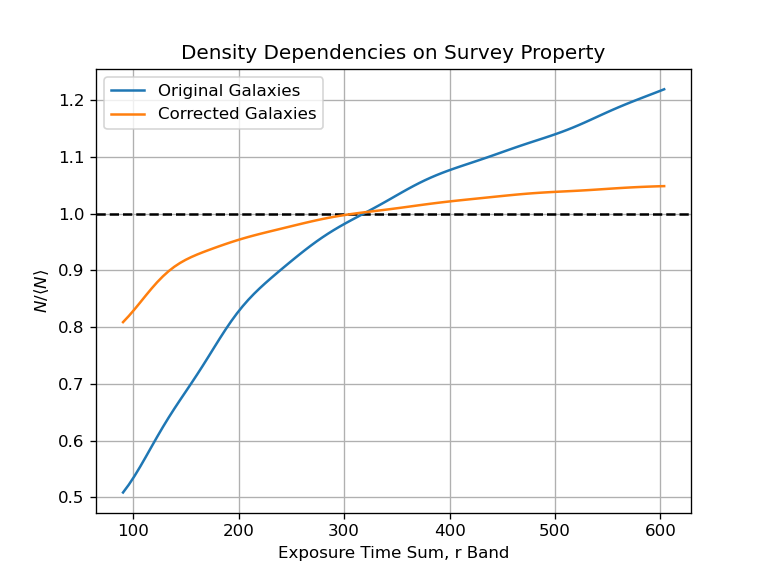 Density Dependencies on Survey Property
Original Galaxies
Corrected Galaxies
1.2
1.1
1.0
0.9
0.8
0.7
0.6
0.5
N/⟨N⟩
100 200 300 400 500 600
Exposure Time Sum, r Band